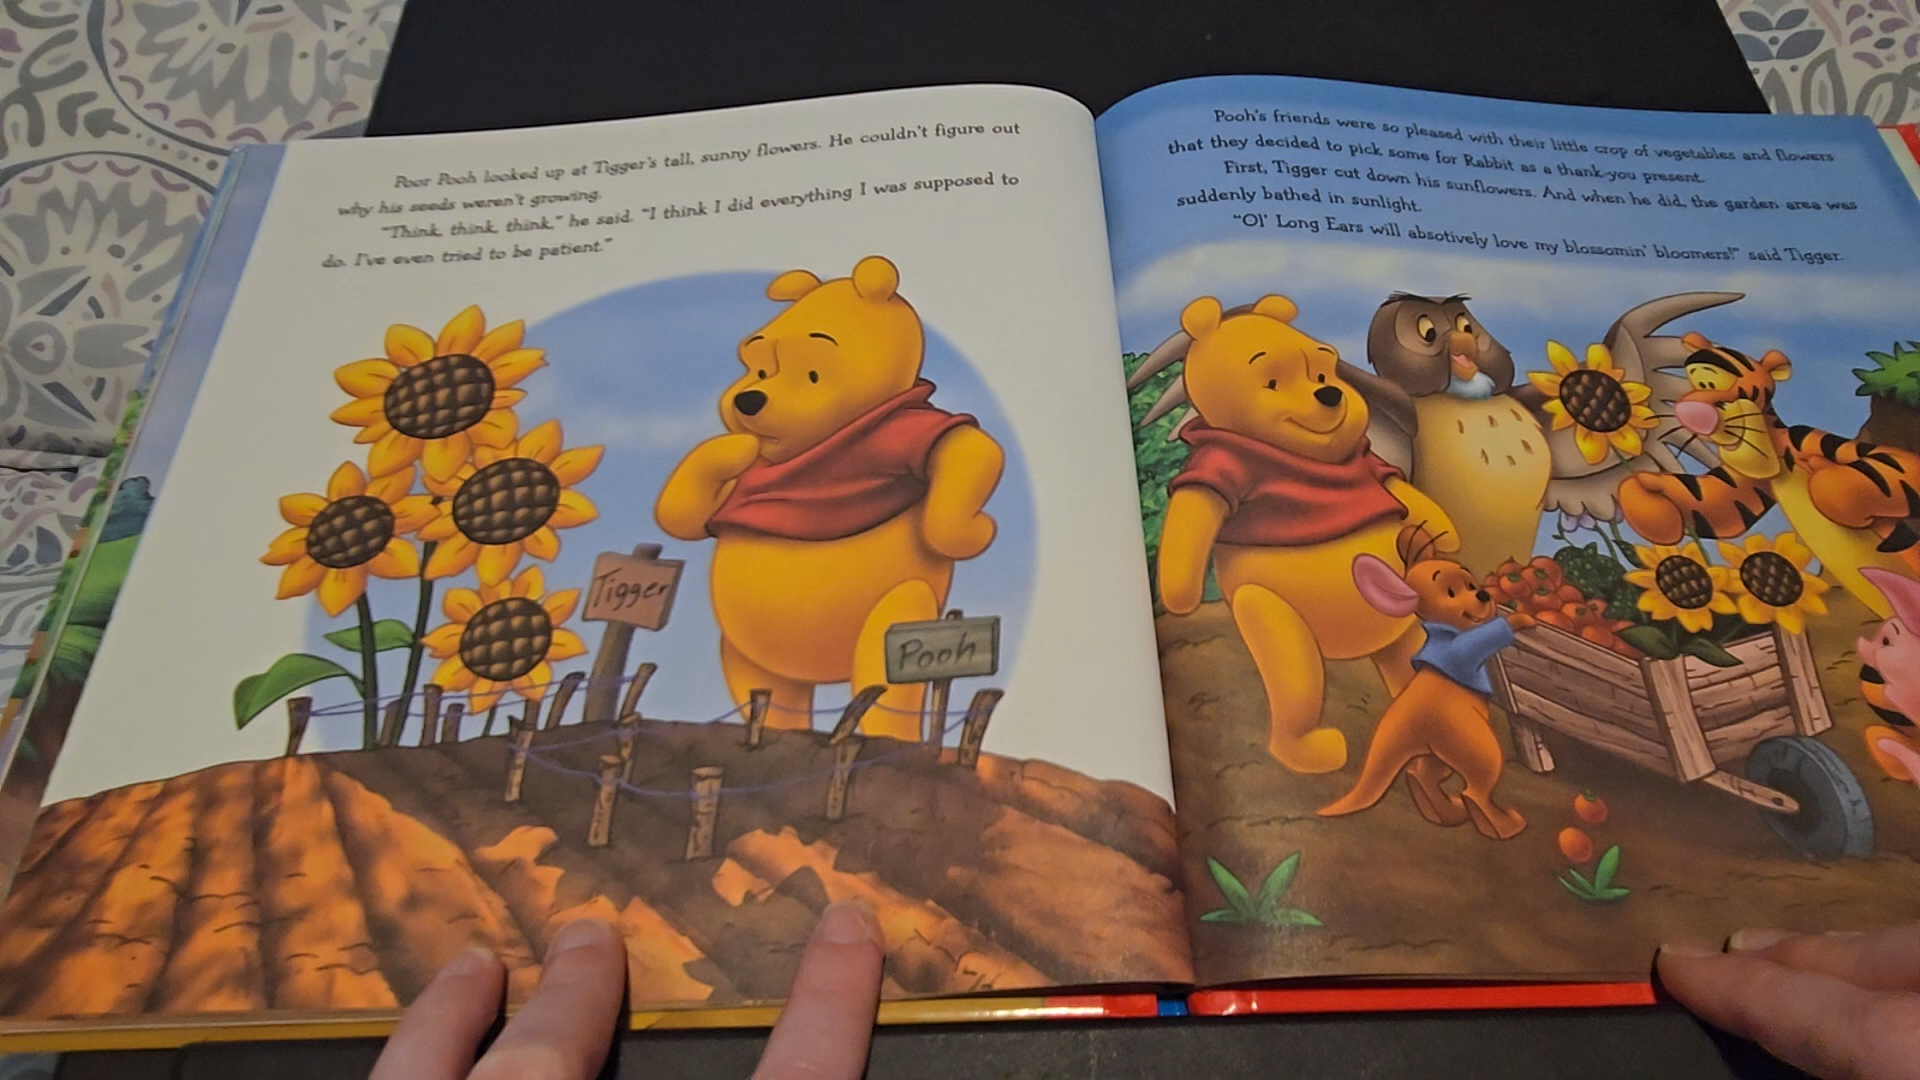 Poor Pooh looked up at Tigger's tall, sunny flowers. He couldn't figure out
why his seeds weren't growing.
"Think, think, think," he said. "I think I did everything I was supposed to
do. I've even tried to be patient."
Tigger
Pooh
Pooh's friends were so pleased with their little crop of vegetables and flowers
that they decided to pick some for Rabbit as a thank-you present.
First, Tigger cut down his sunflowers. And when he did, the garden area was
suddenly bathed in sunlight.
"Ol' Long Ears will absotively love my blossomin' bloomers!" said Tigger.